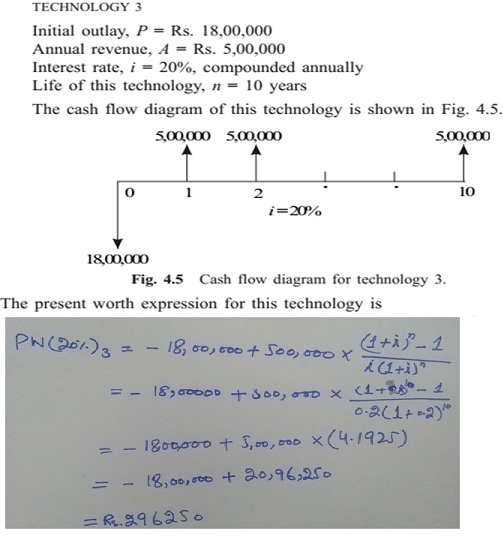 TECHNOLOGY 3
Initial outlay, P = Rs. 18,00,000
Annual revenue, A = Rs. 5,00,000
Interest rate, i = 20%, compounded annually
Life of this technology, n = 10 years
The cash flow diagram of this technology is shown in Fig. 4.5.
5,00,000 5,00,000 5,00,000
0 1 2 10
i=20%
18,00,000
Fig. 4.5 Cash flow diagram for technology 3.
The present worth expression for this technology is
PW(20%)3 = - 18,00,000 + 500,000 × (1+i)^n - 1 / i(1+i)^n
= - 1800000 + 500,000 × (1+0.2)^10 - 1 / 0.2(1+0.2)^10
= - 1800000 + 5,00,000 × (4.1925)
= - 18,00,000 + 20,96,250
= Rs. 296250